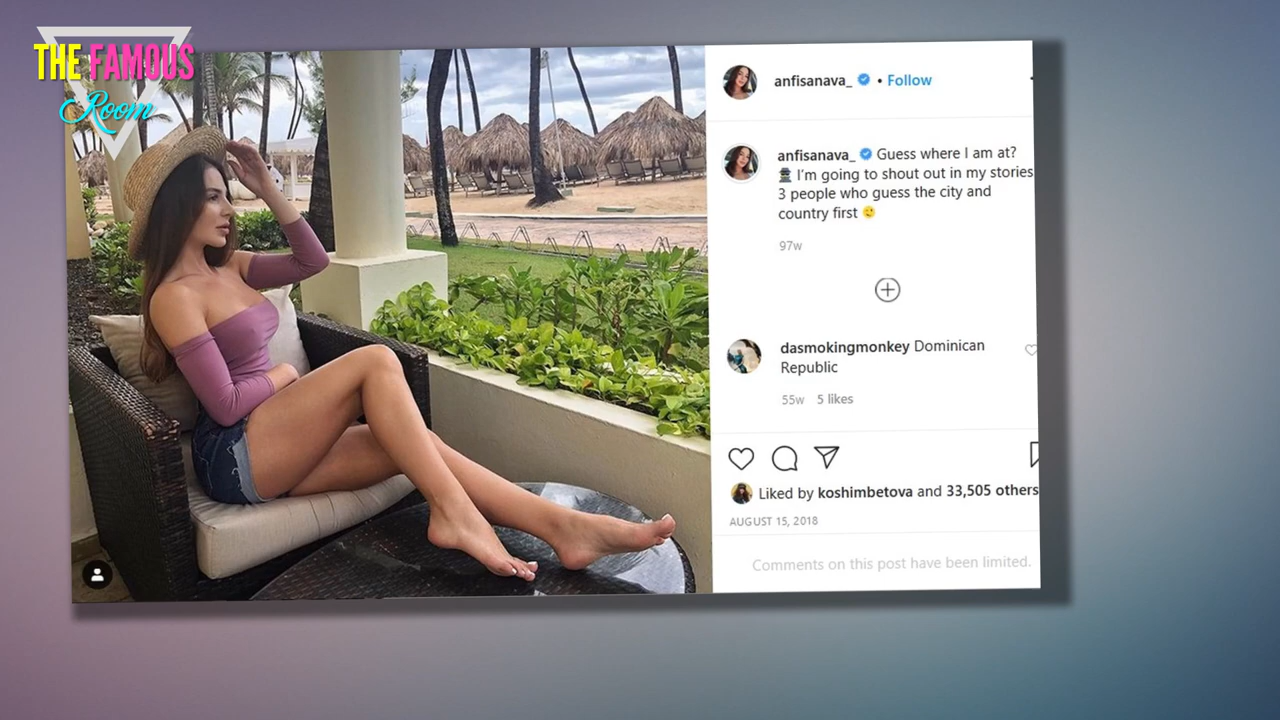 THE FAMOUS
Room
anfisanava_ • Follow
anfisanava_ Guess where I am at?
I'm going to shout out in my stories
3 people who guess the city and
country first
97w
dasmokingmonkey Dominican
Republic
55w 5 likes
Liked by koshimbetova and 33,505 others
AUGUST 15, 2018
Comments on this post have been limited.